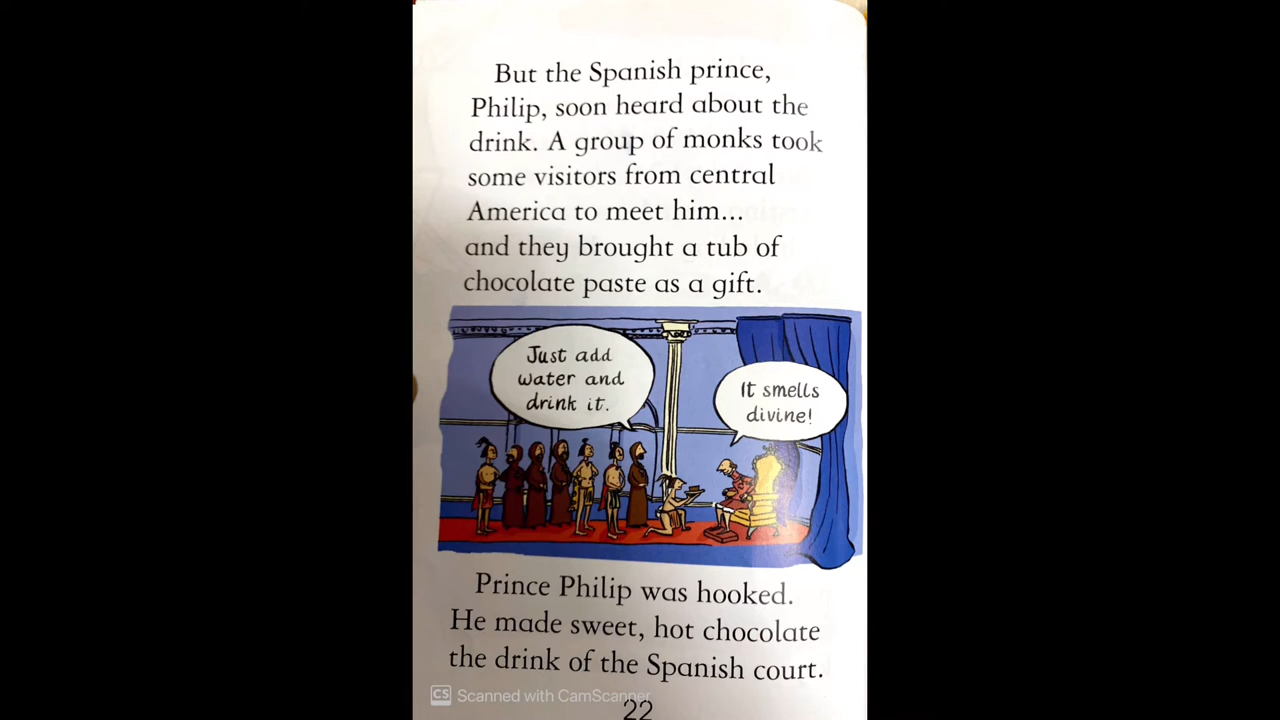 But the Spanish prince,
Philip, soon heard about the
drink. A group of monks took
some visitors from central
America to meet him...
and they brought a tub of
chocolate paste as a gift.
Just add
water and
drink it.
It smells
divine!
Prince Philip was hooked.
He made sweet, hot chocolate
the drink of the Spanish court.
CS Scanned with CamScanner
22